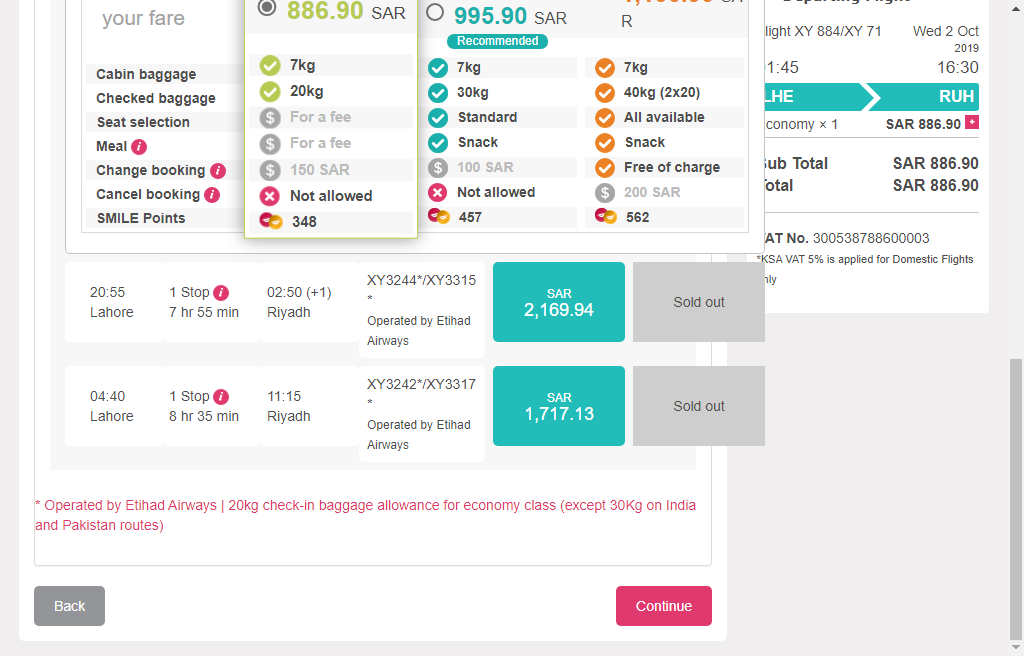 your fare
886.90 SAR
995.90 SAR
R
Recommended
Cabin baggage
Checked baggage
Seat selection
Meal i
Change booking i
Cancel booking i
SMILE Points
7kg
20kg
$ For a fee
$ For a fee
$ 150 SAR
Not allowed
348
7kg
30kg
Standard
Snack
$ 100 SAR
Not allowed
457
7kg
40kg (2x20)
All available
Snack
Free of charge
$ 200 SAR
562
light XY 884/XY 71 Wed 2 Oct
2019
1:45 16:30
LHE RUH
conomy × 1 SAR 886.90 +
ub Total SAR 886.90
otal SAR 886.90
AT No. 300538788600003
*KSA VAT 5% is applied for Domestic Flights
nly
20:55 1 Stop i 02:50 (+1)
Lahore 7 hr 55 min Riyadh
XY3244*/XY3315
*
Operated by Etihad
Airways
SAR
2,169.94
Sold out
04:40 1 Stop i 11:15
Lahore 8 hr 35 min Riyadh
XY3242*/XY3317
*
Operated by Etihad
Airways
SAR
1,717.13
Sold out
* Operated by Etihad Airways | 20kg check-in baggage allowance for economy class (except 30Kg on India
and Pakistan routes)
Back
Continue